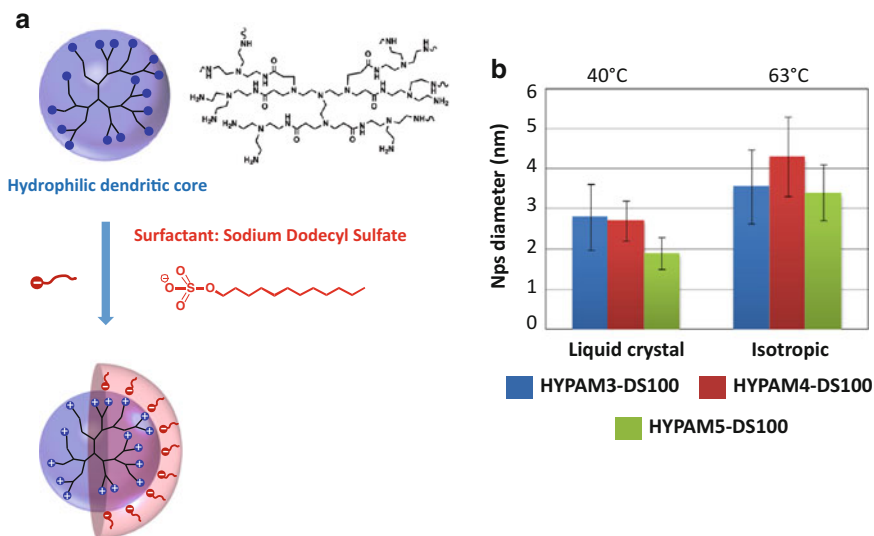 a
Hydrophilic dendritic core
Surfactant: Sodium Dodecyl Sulfate
b
40°C 63°C
Nps diameter (nm)
6
5
4
3
2
1
0
Liquid crystal Isotropic
HYPAM3-DS100 HYPAM4-DS100
HYPAM5-DS100